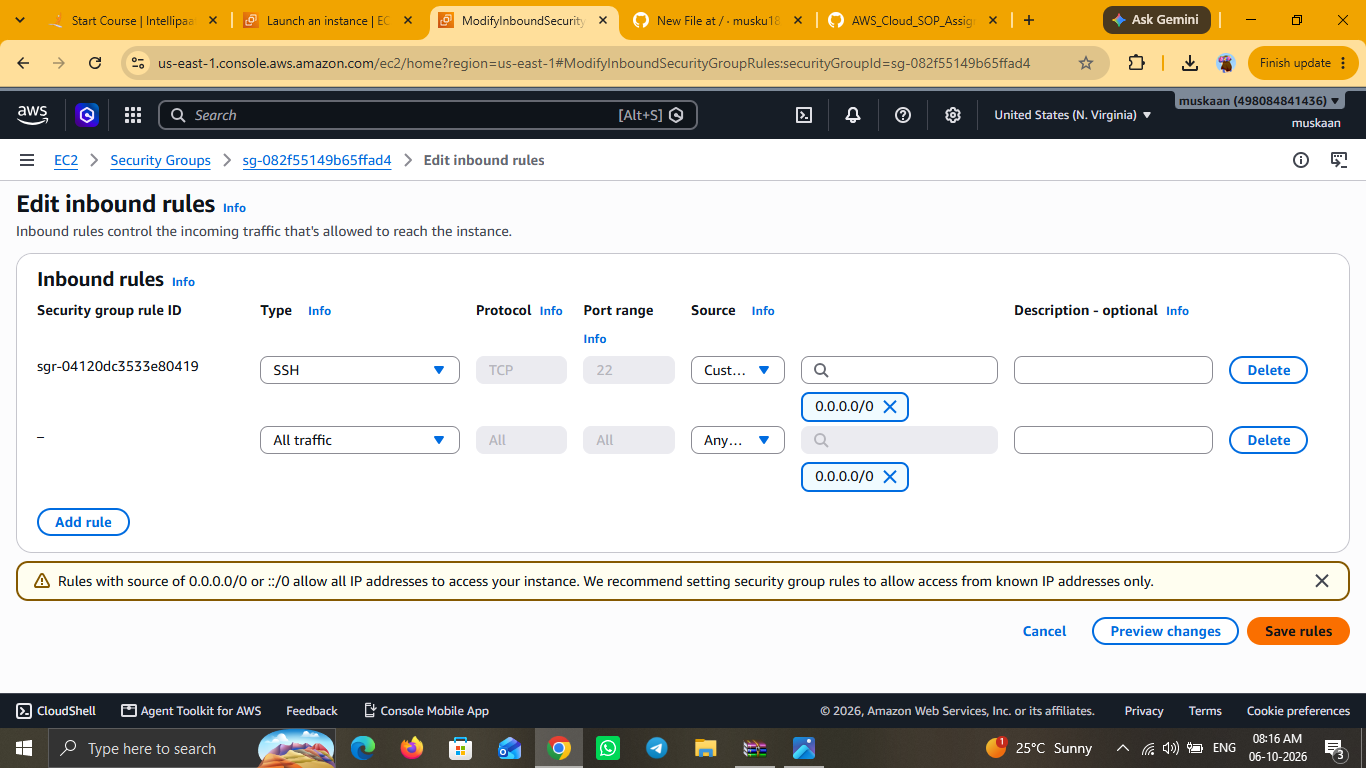 Start Course | Intellipaa
Launch an instance | EC
ModifyInboundSecurity
New File at / · musku18
AWS_Cloud_SOP_Assig
Ask Gemini
us-east-1.console.aws.amazon.com/ec2/home?region=us-east-1#ModifyInboundSecurityGroupRules:securityGroupId=sg-082f55149b65ffad4
Finish update
aws
Search
[Alt+S]
United States (N. Virginia)
muskaan (498084841436)
muskaan
EC2
Security Groups
sg-082f55149b65ffad4
Edit inbound rules
Edit inbound rules Info
Inbound rules control the incoming traffic that's allowed to reach the instance.
Inbound rules Info
Security group rule ID
Type Info
Protocol Info
Port range
Info
Source Info
Description - optional Info
sgr-04120dc3533e80419
SSH
TCP
22
Cust...
Delete
0.0.0.0/0
–
All traffic
All
All
Any...
Delete
0.0.0.0/0
Add rule
Rules with source of 0.0.0.0/0 or ::/0 allow all IP addresses to access your instance. We recommend setting security group rules to allow access from known IP addresses only.
Cancel
Preview changes
Save rules
CloudShell
Agent Toolkit for AWS
Feedback
Console Mobile App
© 2026, Amazon Web Services, Inc. or its affiliates.
Privacy
Terms
Cookie preferences
Type here to search
1
25°C Sunny
ENG
08:16 AM
06-10-2026
3